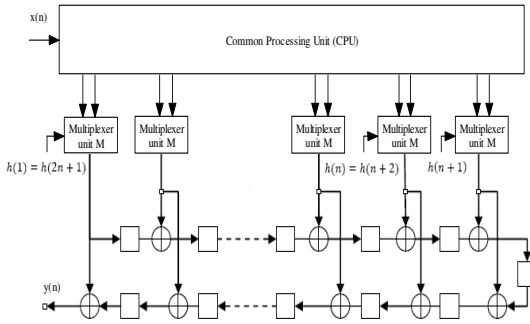 x(n)
Common Processing Unit (CPU)
Multiplexer
unit M
Multiplexer
unit M
Multiplexer
unit M
Multiplexer
unit M
Multiplexer
unit M
h(1) = h(2n + 1)
h(n) = h(n + 2)
h(n + 1)
y(n)